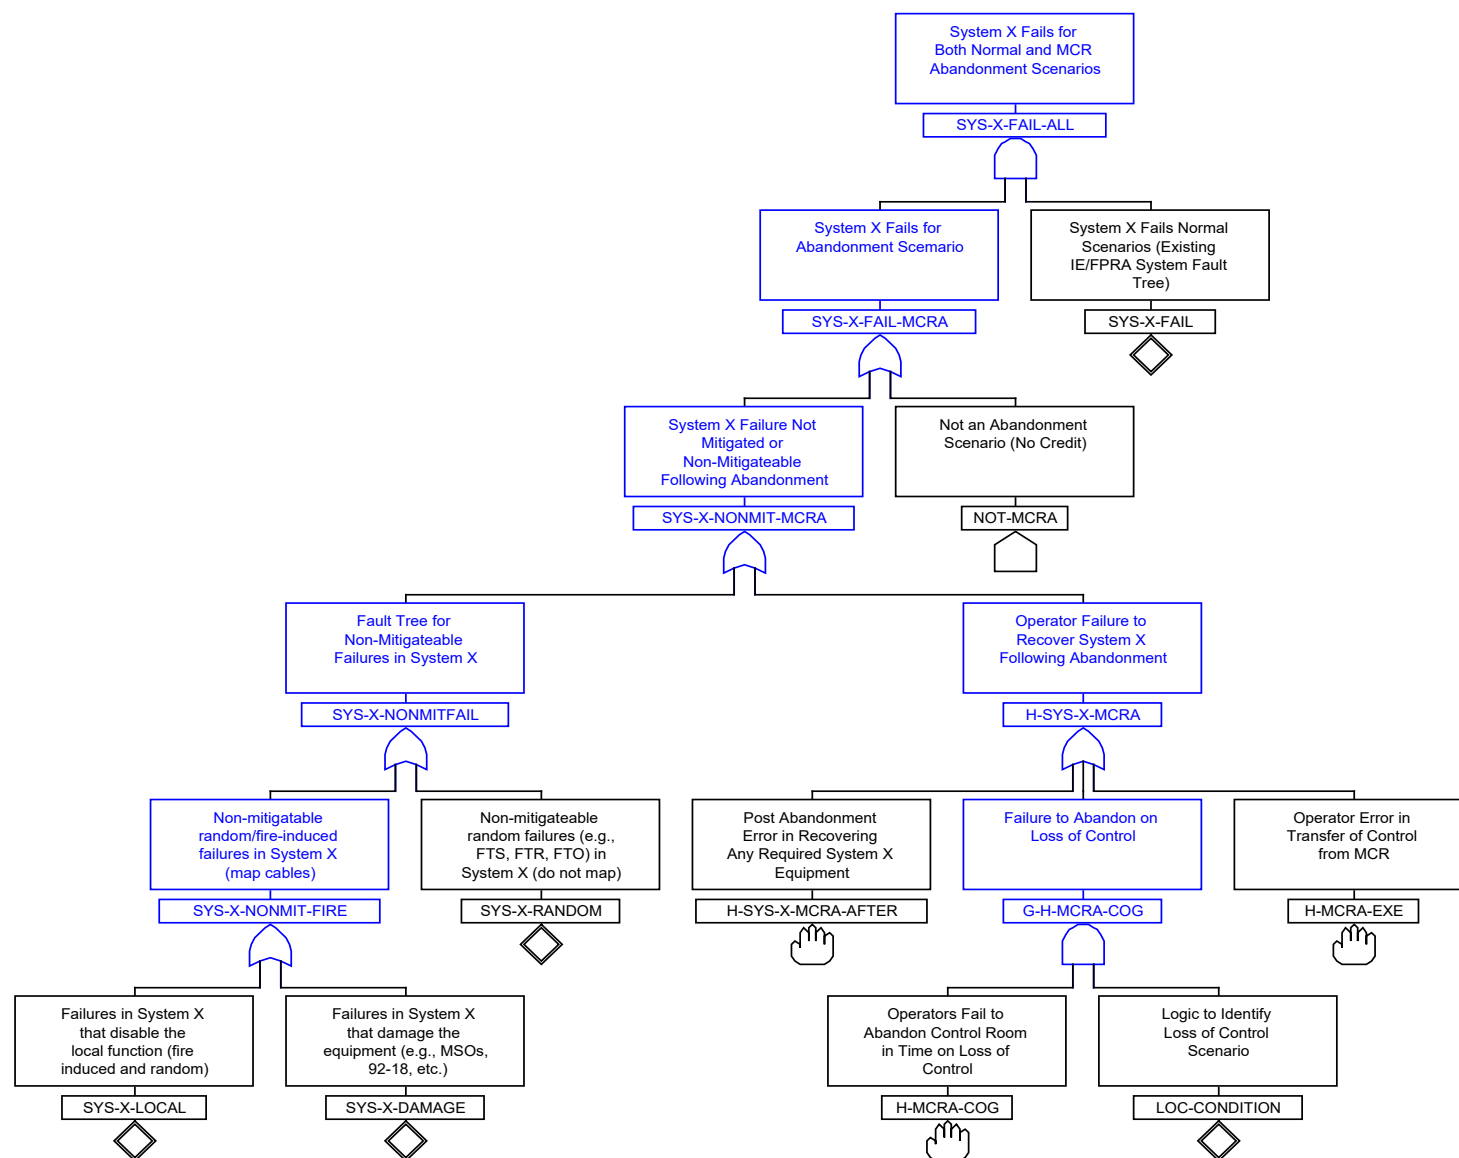 System X Fails for
Both Normal and MCR
Abandonment Scenarios
SYS-X-FAIL-ALL
System X Fails for
Abandonment Scemario
SYS-X-FAIL-MCRA
System X Fails Normal
Scenarios (Existing
IE/FPRA System Fault
Tree)
SYS-X-FAIL
System X Failure Not
Mitigated or
Non-Mitigateable
Following Abandonment
SYS-X-NONMIT-MCRA
Not an Abandonment
Scenario (No Credit)
NOT-MCRA
Fault Tree for
Non-Mitigateable
Failures in System X
SYS-X-NONMITFAIL
Operator Failure to
Recover System X
Following Abandonment
H-SYS-X-MCRA
Non-mitigatable
random/fire-induced
failures in System X
(map cables)
SYS-X-NONMIT-FIRE
Non-mitigateable
random failures (e.g.,
FTS, FTR, FTO) in
System X (do not map)
SYS-X-RANDOM
Post Abandonment
Error in Recovering
Any Required System X
Equipment
H-SYS-X-MCRA-AFTER
Failure to Abandon on
Loss of Control
G-H-MCRA-COG
Operator Error in
Transfer of Control
from MCR
H-MCRA-EXE
Failures in System X
that disable the
local function (fire
induced and random)
SYS-X-LOCAL
Failures in System X
that damage the
equipment (e.g., MSOs,
92-18, etc.)
SYS-X-DAMAGE
Operators Fail to
Abandon Control Room
in Time on Loss of
Control
H-MCRA-COG
Logic to Identify
Loss of Control
Scenario
LOC-CONDITION